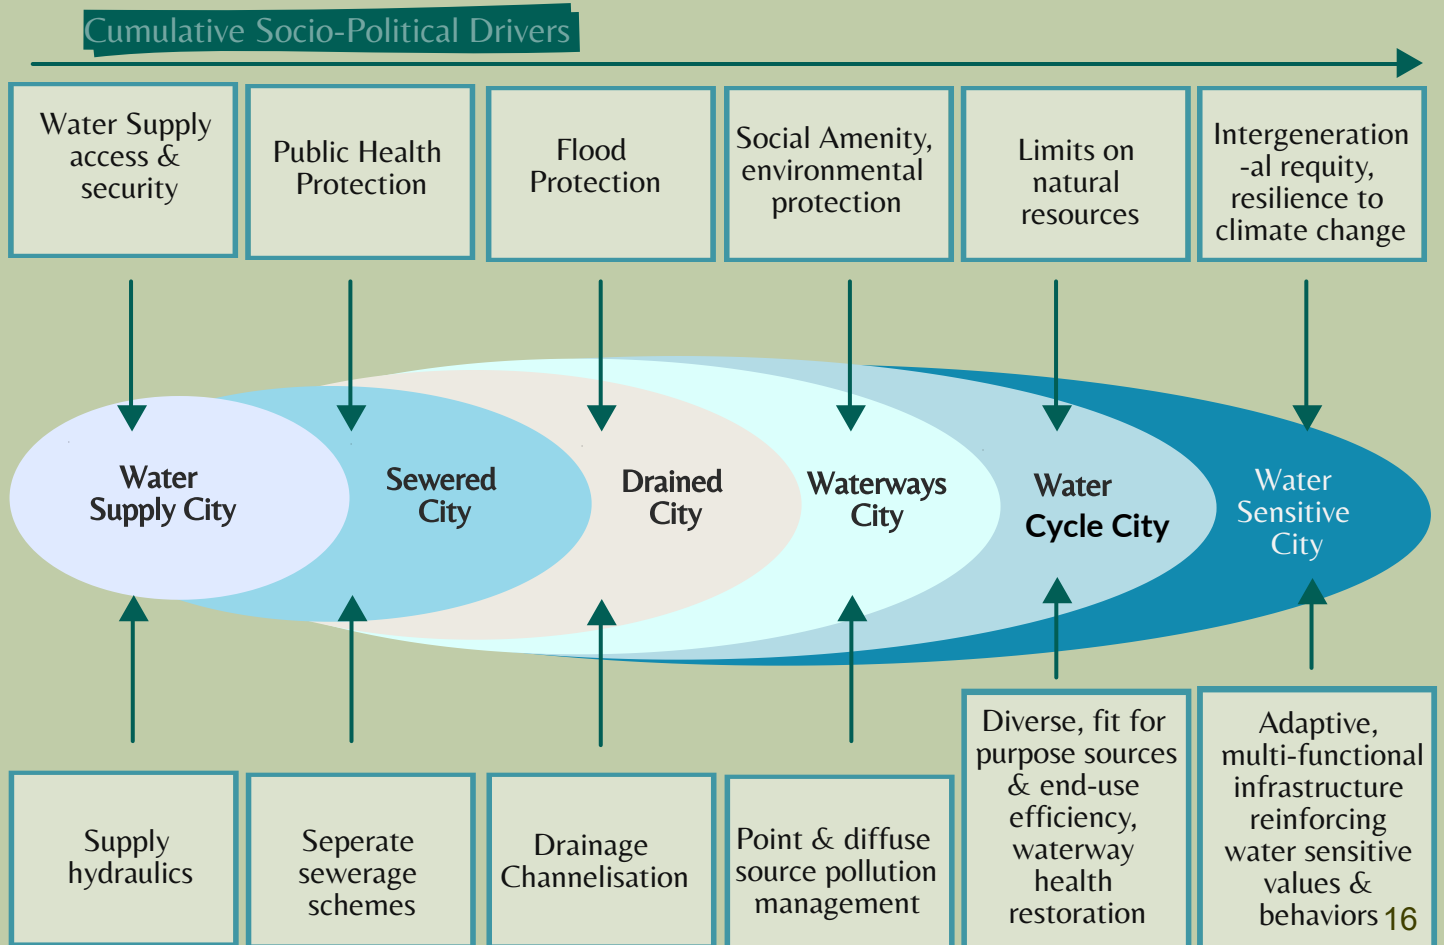 Cumulative Socio-Political Drivers
Water Supply
access &
security
Public Health
Protection
Flood
Protection
Social Amenity,
environmental
protection
Limits on
natural
resources
Intergeneration
-al requity,
resilience to
climate change
Water
Supply City
Sewered
City
Drained
City
Waterways
City
Water
Cycle City
Water
Sensitive
City
Supply
hydraulics
Seperate
sewerage
schemes
Drainage
Channelisation
Point & diffuse
source pollution
management
Diverse, fit for
purpose sources
& end-use
efficiency,
waterway
health
restoration
Adaptive,
multi-functional
infrastructure
reinforcing
water sensitive
values &
behaviors
16